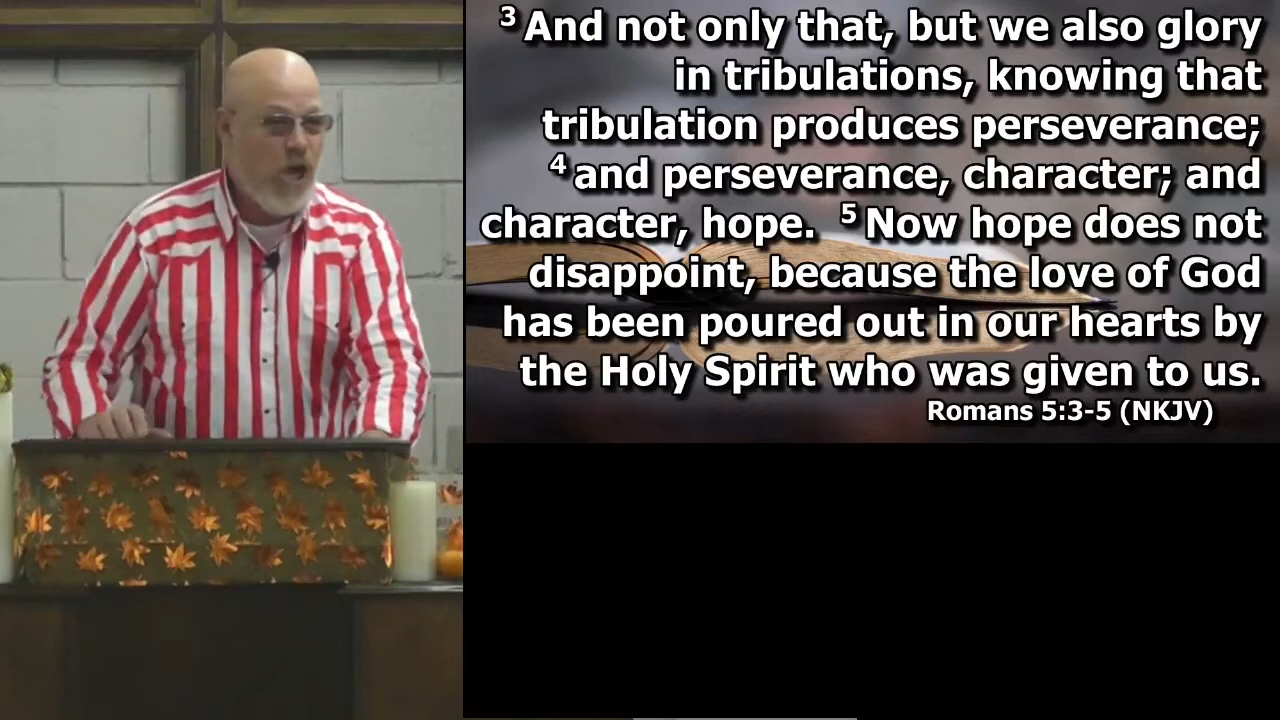 ³ And not only that, but we also glory
in tribulations, knowing that
tribulation produces perseverance;
⁴ and perseverance, character; and
character, hope. ⁵ Now hope does not
disappoint, because the love of God
has been poured out in our hearts by
the Holy Spirit who was given to us.
Romans 5:3-5 (NKJV)